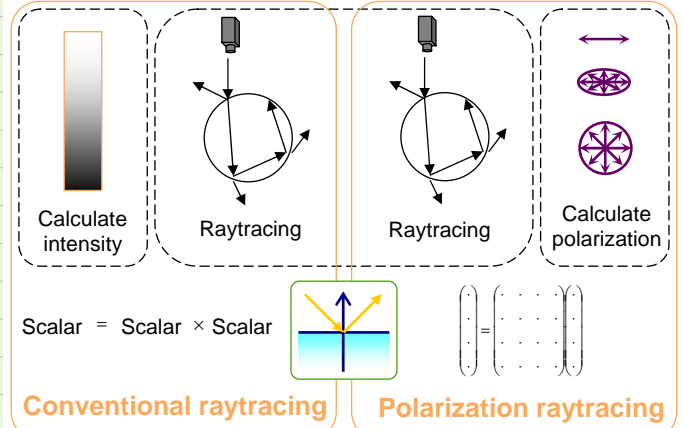 Calculate
intensity
Raytracing
Raytracing
Calculate
polarization
Scalar = Scalar × Scalar
=
Conventional raytracing
Polarization raytracing